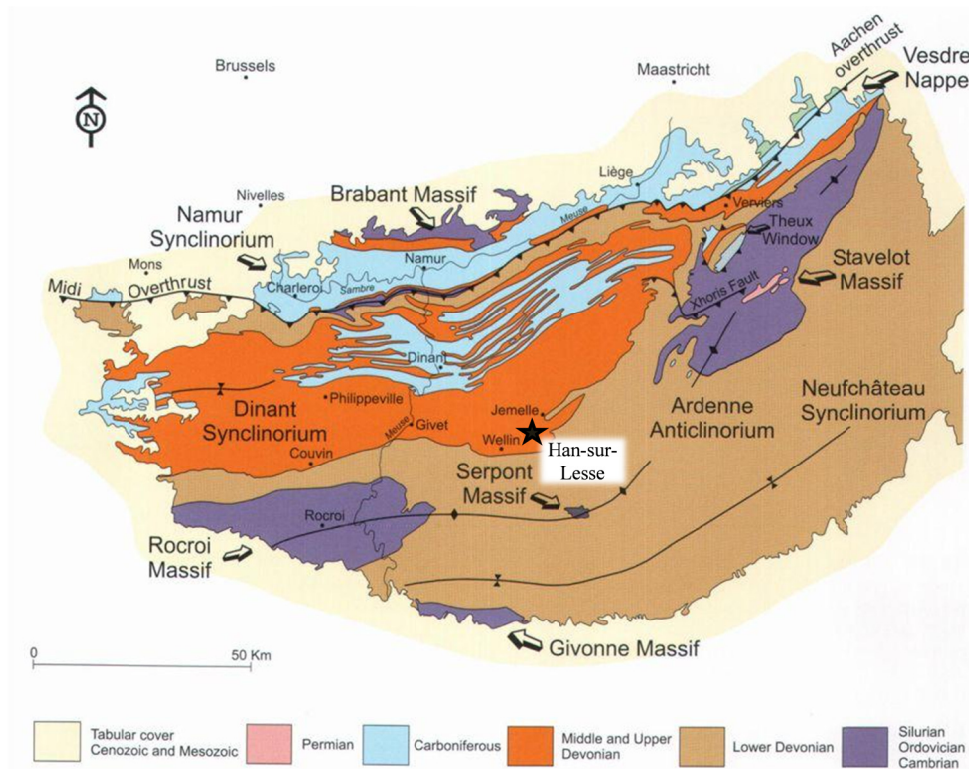 Brussels
Maastricht
Aachen
overthrust
Vesdre
Nappe
N
Nivelles
Brabant Massif
Liège
Meuse
Verviers
Theux
Window
Namur
Synclinorium
Mons
Namur
Stavelot
Massif
Midi
Overthrust
Charleroi
Sambre
Xhoris Fault
Dinant
Dinant
Synclinorium
Philippeville
Meuse
Givet
Jemelle
Wellin
Han-sur-
Lesse
Ardenne
Anticlinorium
Neufchâteau
Synclinorium
Couvin
Serpont
Massif
Rocroi
Rocroi
Massif
Givonne Massif
0
50 Km
Tabular cover
Cenozoic and Mesozoic
Permian
Carboniferous
Middle and Upper
Devonian
Lower Devonian
Silurian
Ordovician
Cambrian